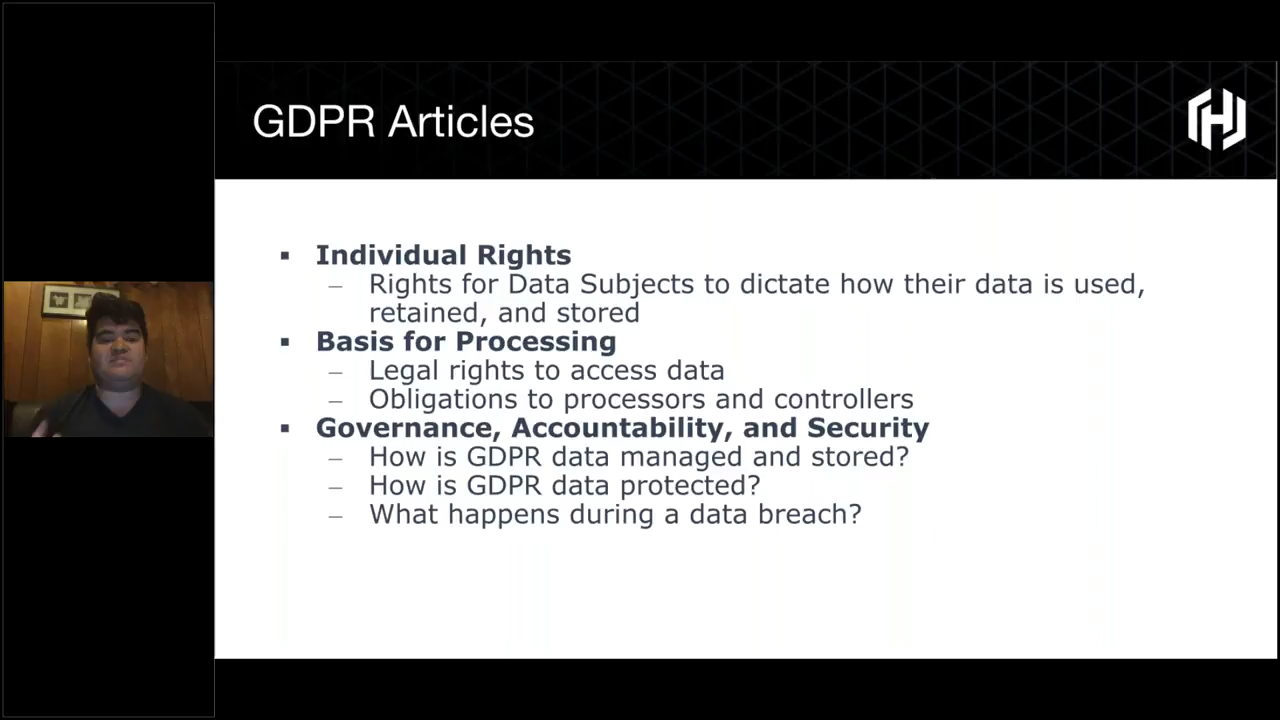 GDPR Articles
Individual Rights
– Rights for Data Subjects to dictate how their data is used,
retained, and stored
Basis for Processing
– Legal rights to access data
– Obligations to processors and controllers
Governance, Accountability, and Security
– How is GDPR data managed and stored?
– How is GDPR data protected?
– What happens during a data breach?